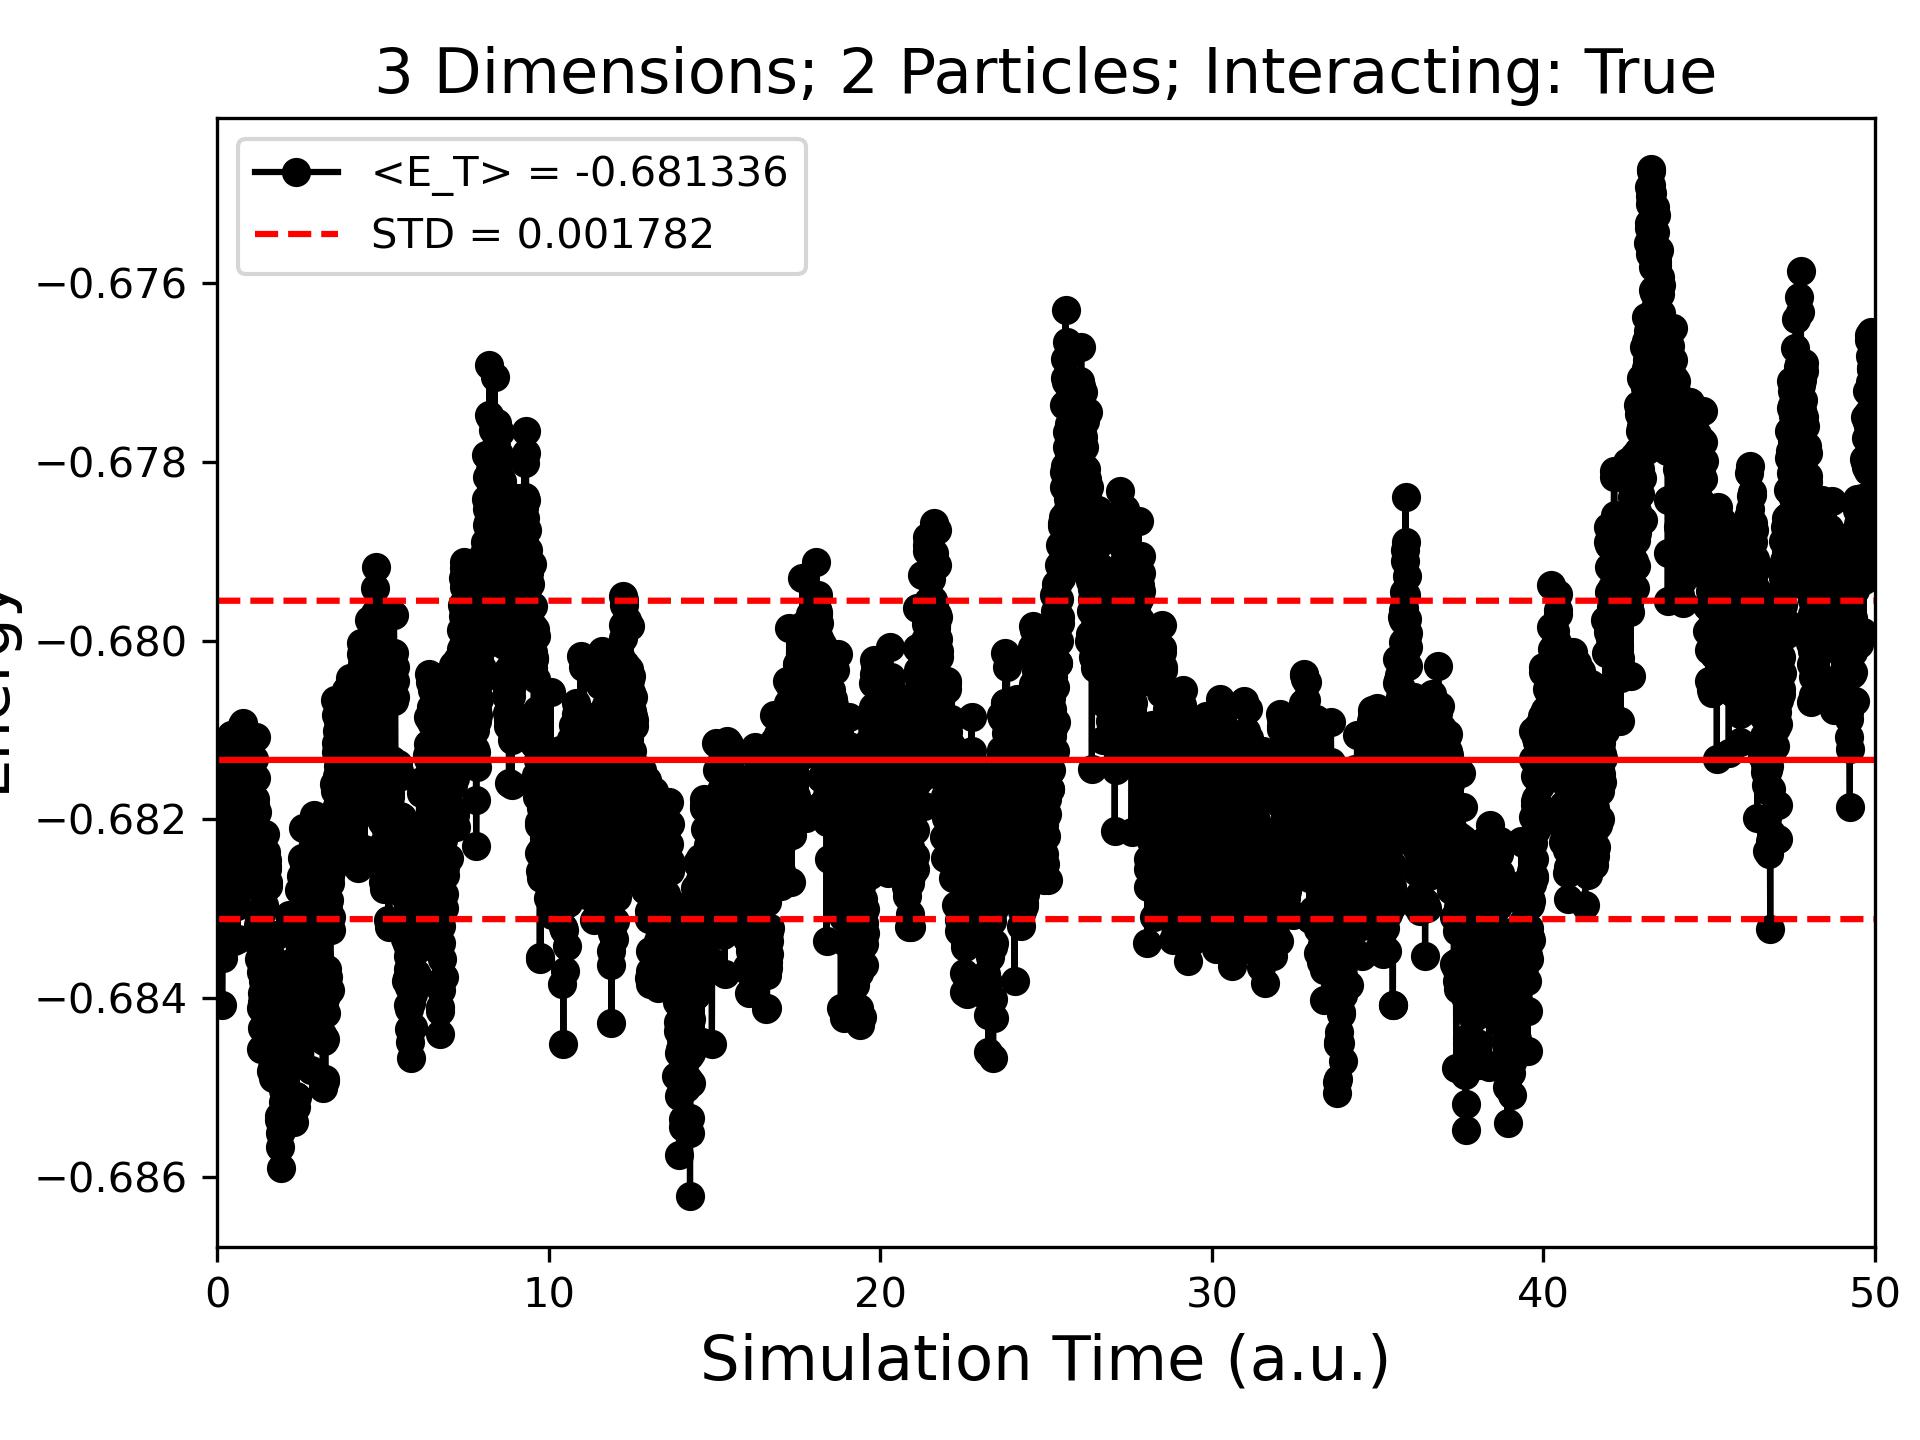 3 Dimensions; 2 Particles; Interacting: True
<E_T> = -0.681336
STD = 0.001782
−0.676
−0.678
−0.680
−0.682
−0.684
−0.686
Energy
0 10 20 30 40 50
Simulation Time (a.u.)